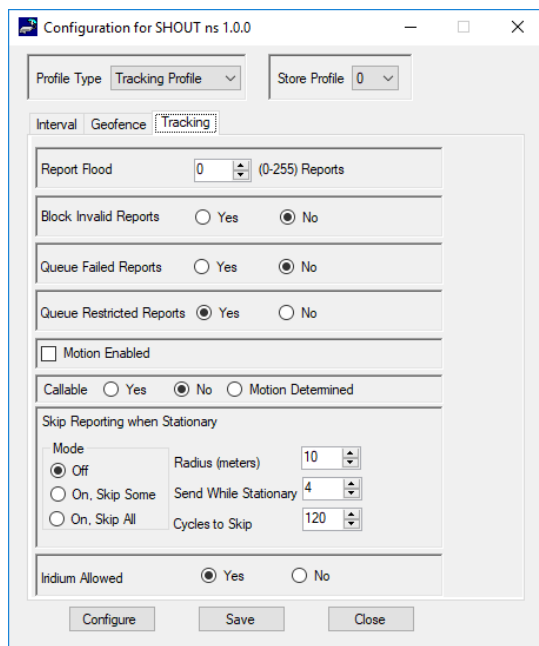 Configuration for SHOUT ns 1.0.0
Profile Type Tracking Profile Store Profile 0
Interval Geofence Tracking
Report Flood 0 (0-255) Reports
Block Invalid Reports Yes No
Queue Failed Reports Yes No
Queue Restricted Reports Yes No
Motion Enabled
Callable Yes No Motion Determined
Skip Reporting when Stationary
Mode
Off
On, Skip Some
On, Skip All
Radius (meters) 10
Send While Stationary 4
Cycles to Skip 120
Iridium Allowed Yes No
Configure Save Close